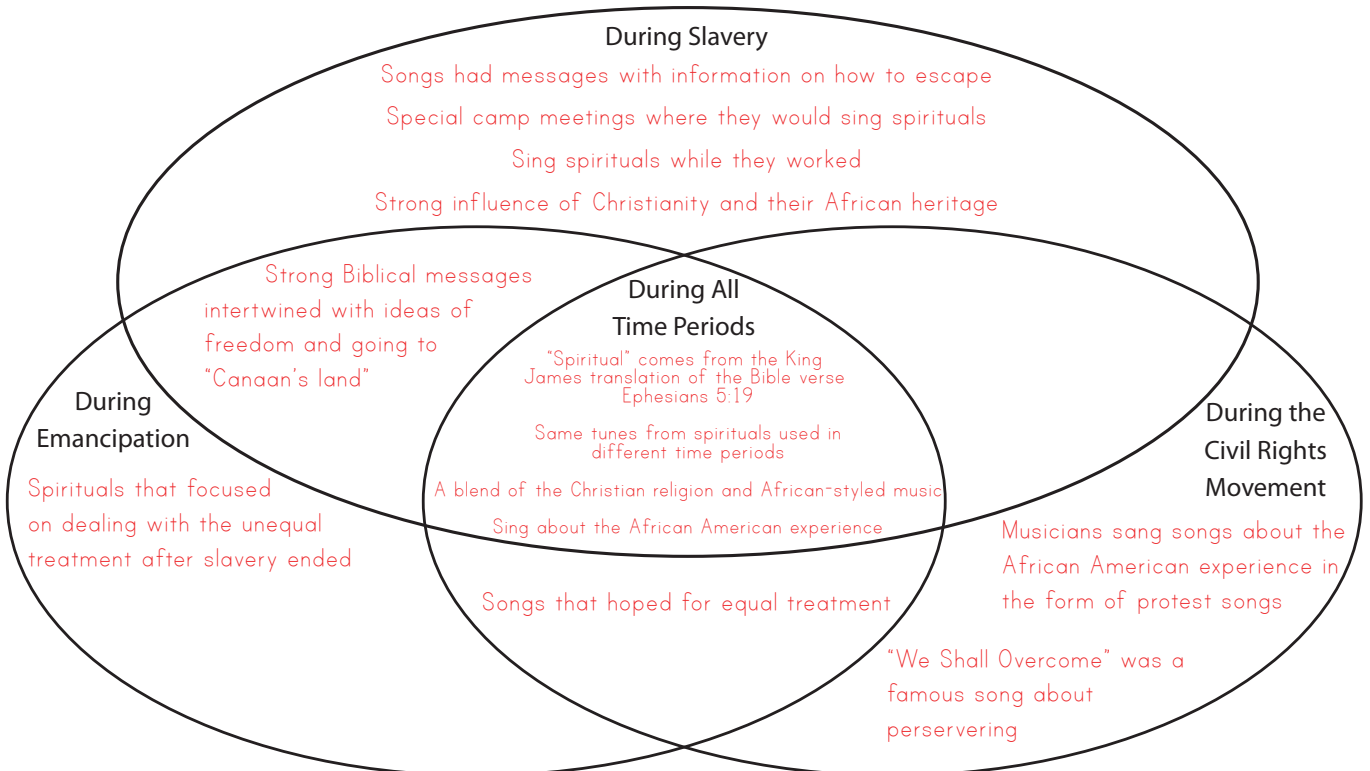 During Slavery
Songs had messages with information on how to escape
Special camp meetings where they would sing spirituals
Sing spirituals while they worked
Strong influence of Christianity and their African heritage
Strong Biblical messages
intertwined with ideas of
freedom and going to
“Canaan’s land”
During All
Time Periods
“Spiritual” comes from the King
James translation of the Bible verse
Ephesians 5:19
Same tunes from spirituals used in
different time periods
A blend of the Christian religion and African-styled music
Sing about the African American experience
During
Emancipation
Spirituals that focused
on dealing with the unequal
treatment after slavery ended
Songs that hoped for equal treatment
During the
Civil Rights
Movement
Musicians sang songs about the
African American experience in
the form of protest songs
“We Shall Overcome” was a
famous song about
perservering